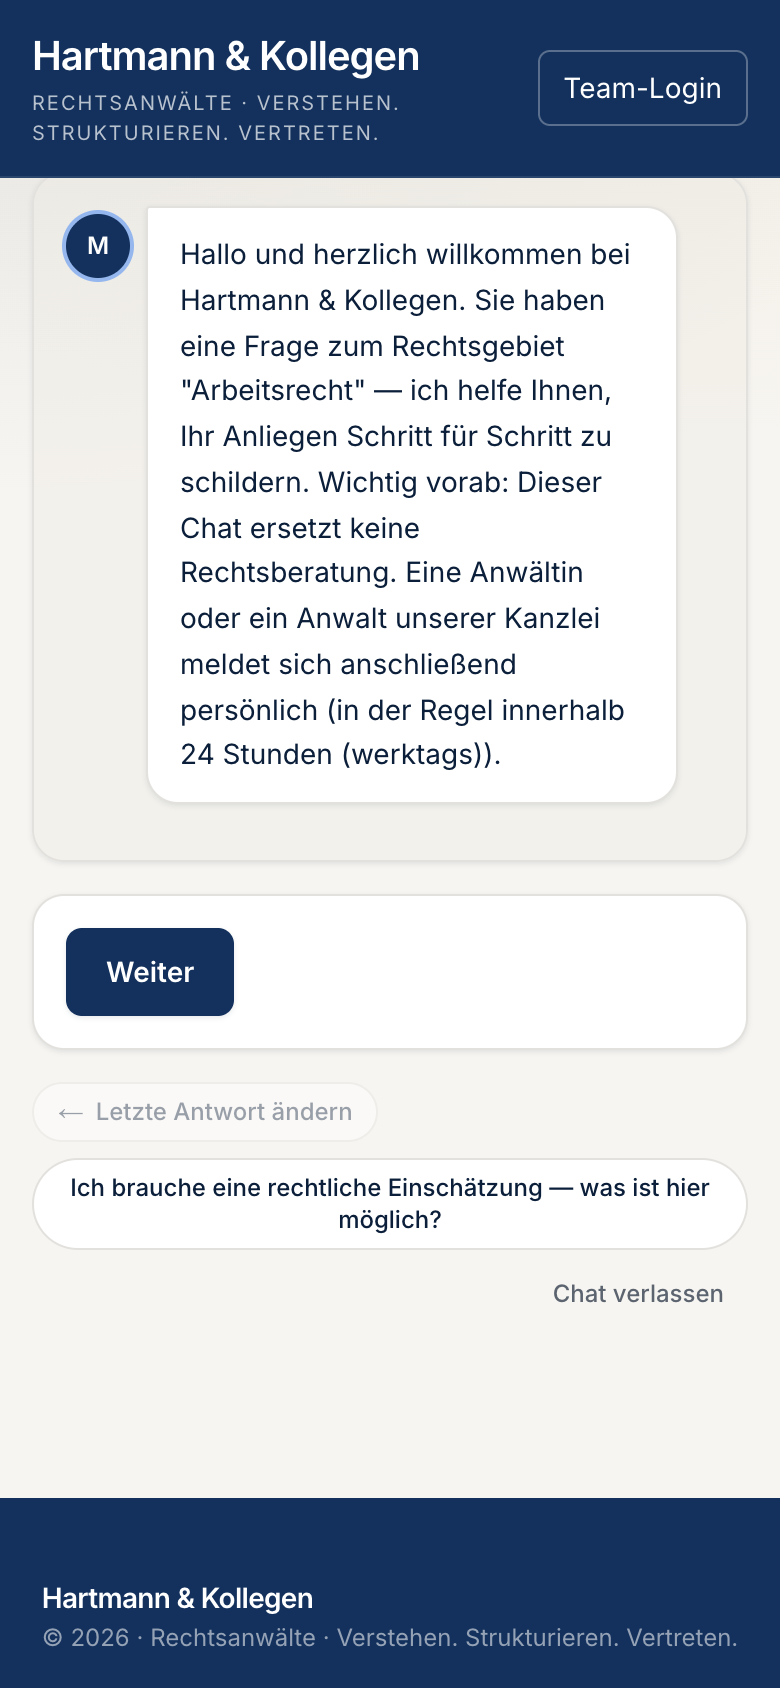 Hartmann & Kollegen
RECHTSANWÄLTE · VERSTEHEN.
STRUKTURIEREN. VERTRETEN.
Team-Login
M
Hallo und herzlich willkommen bei
Hartmann & Kollegen. Sie haben
eine Frage zum Rechtsgebiet
"Arbeitsrecht" — ich helfe Ihnen,
Ihr Anliegen Schritt für Schritt zu
schildern. Wichtig vorab: Dieser
Chat ersetzt keine
Rechtsberatung. Eine Anwältin
oder ein Anwalt unserer Kanzlei
meldet sich anschließend
persönlich (in der Regel innerhalb
24 Stunden (werktags)).
Weiter
← Letzte Antwort ändern
Ich brauche eine rechtliche Einschätzung — was ist hier
möglich?
Chat verlassen
Hartmann & Kollegen
© 2026 · Rechtsanwälte · Verstehen. Strukturieren. Vertreten.